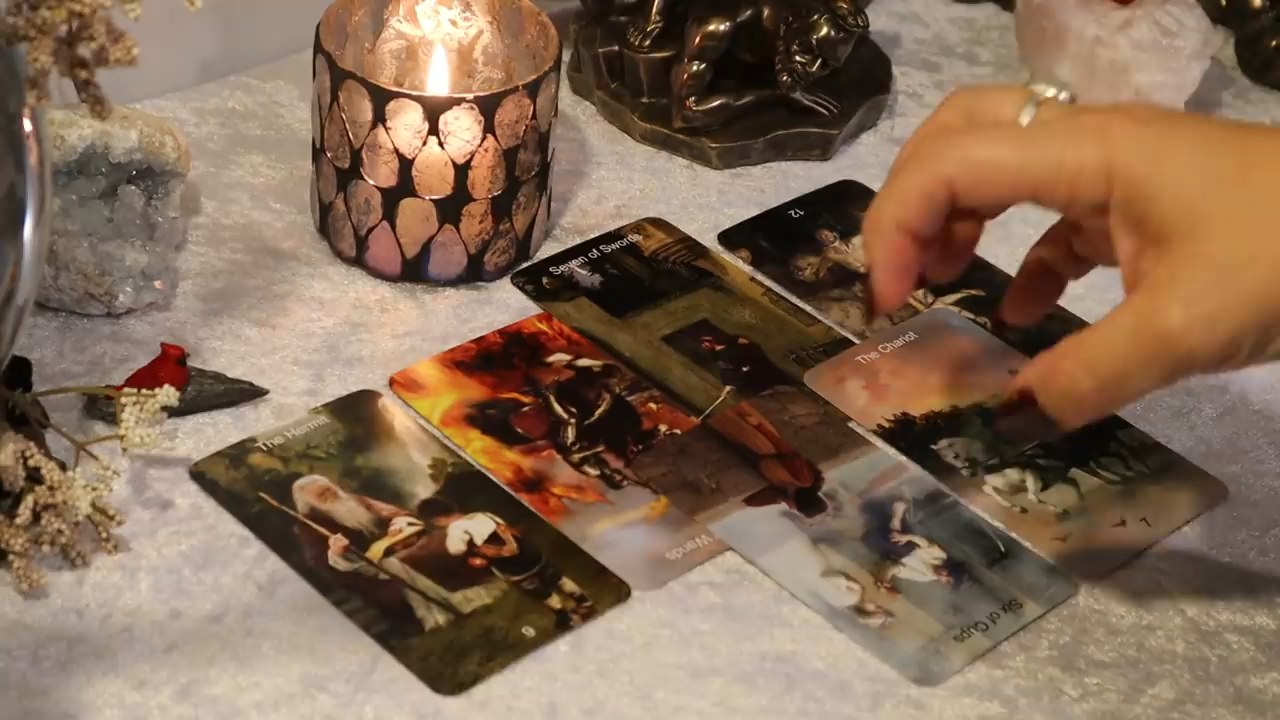 The Hermit
9
Wands
Seven of Swords
12
Six of Cups
The Chariot
7